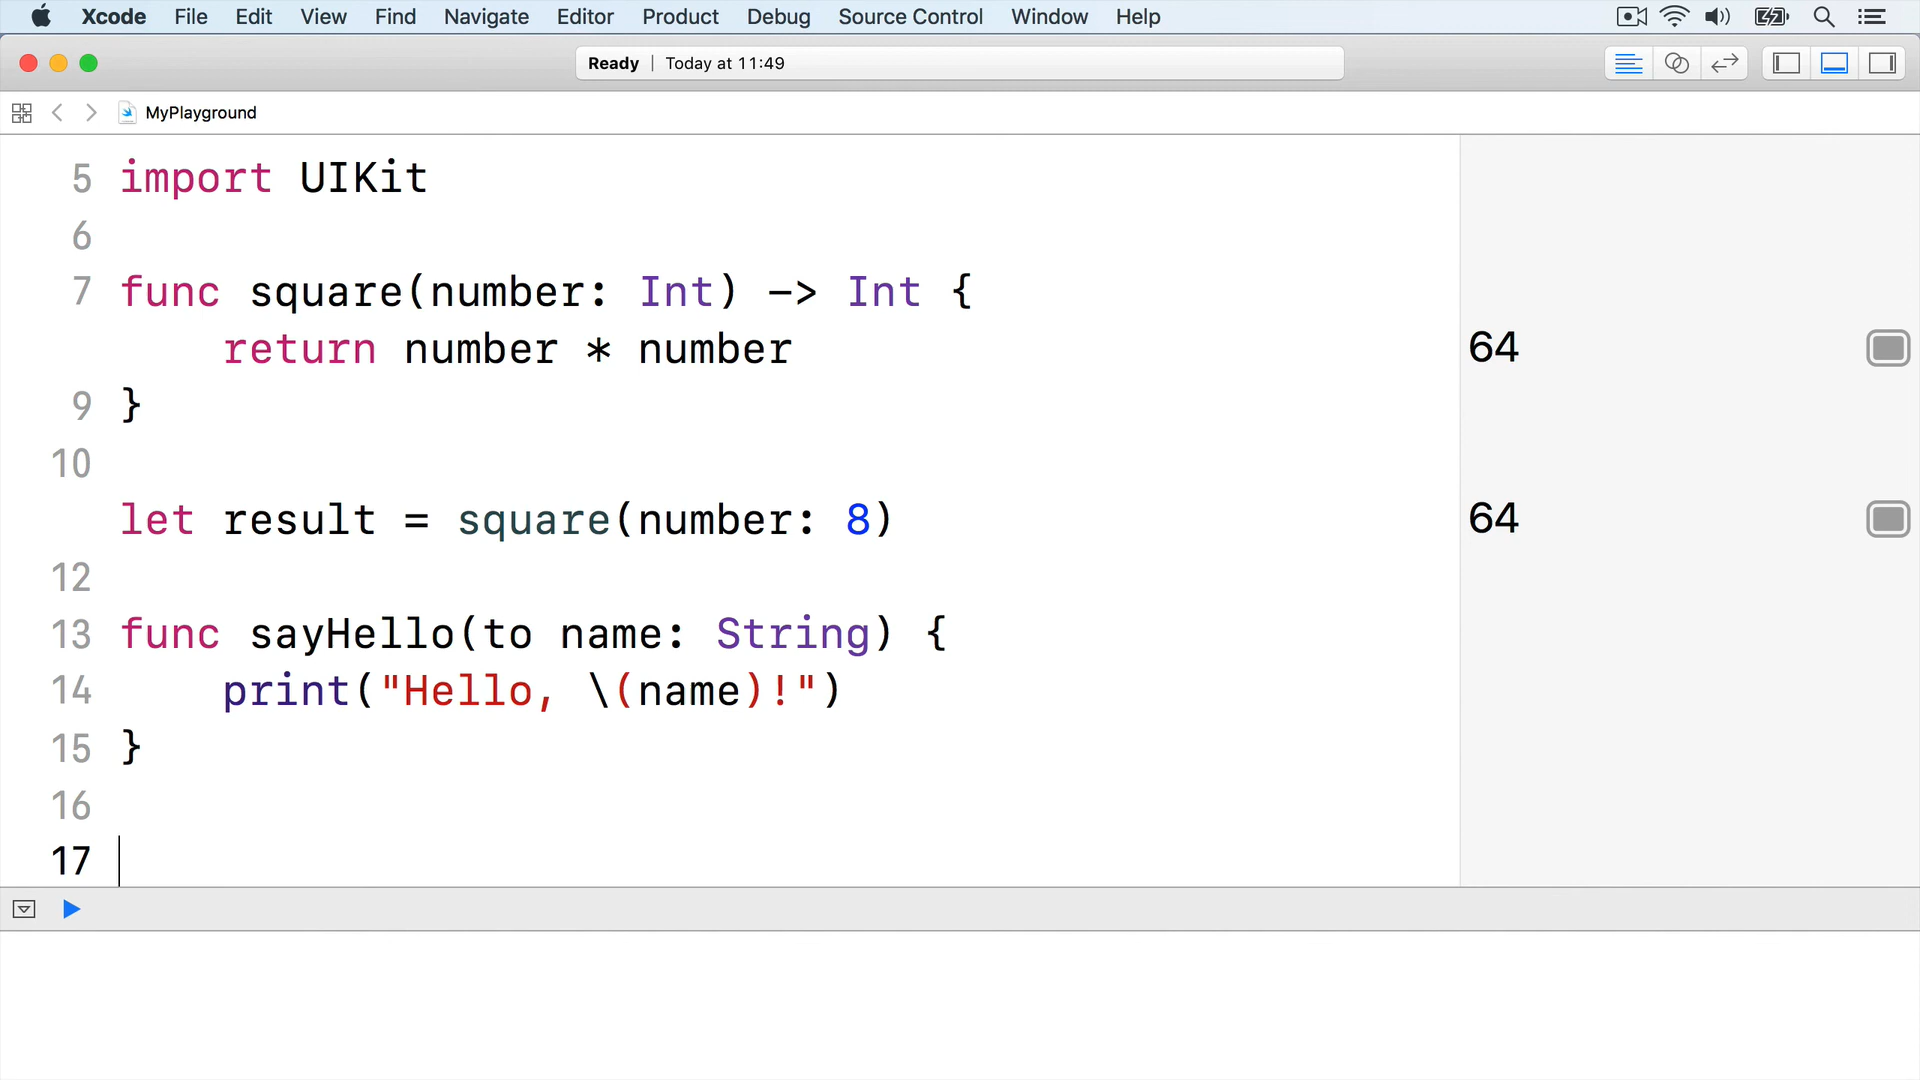 Xcode File Edit View Find Navigate Editor Product Debug Source Control Window Help
Ready | Today at 11:49
MyPlayground
5 import UIKit
6
7 func square(number: Int) -> Int {
return number * number 64
9 }
10
let result = square(number: 8) 64
12
13 func sayHello(to name: String) {
14 print("Hello, \(name)!")
15 }
16
17